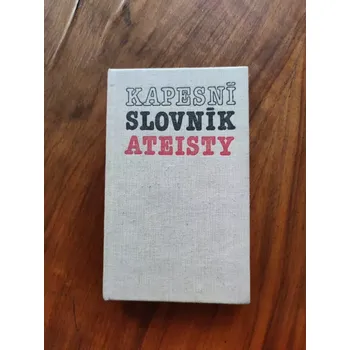 KAPESNÍ
SLOVNÍK
ATEISTY